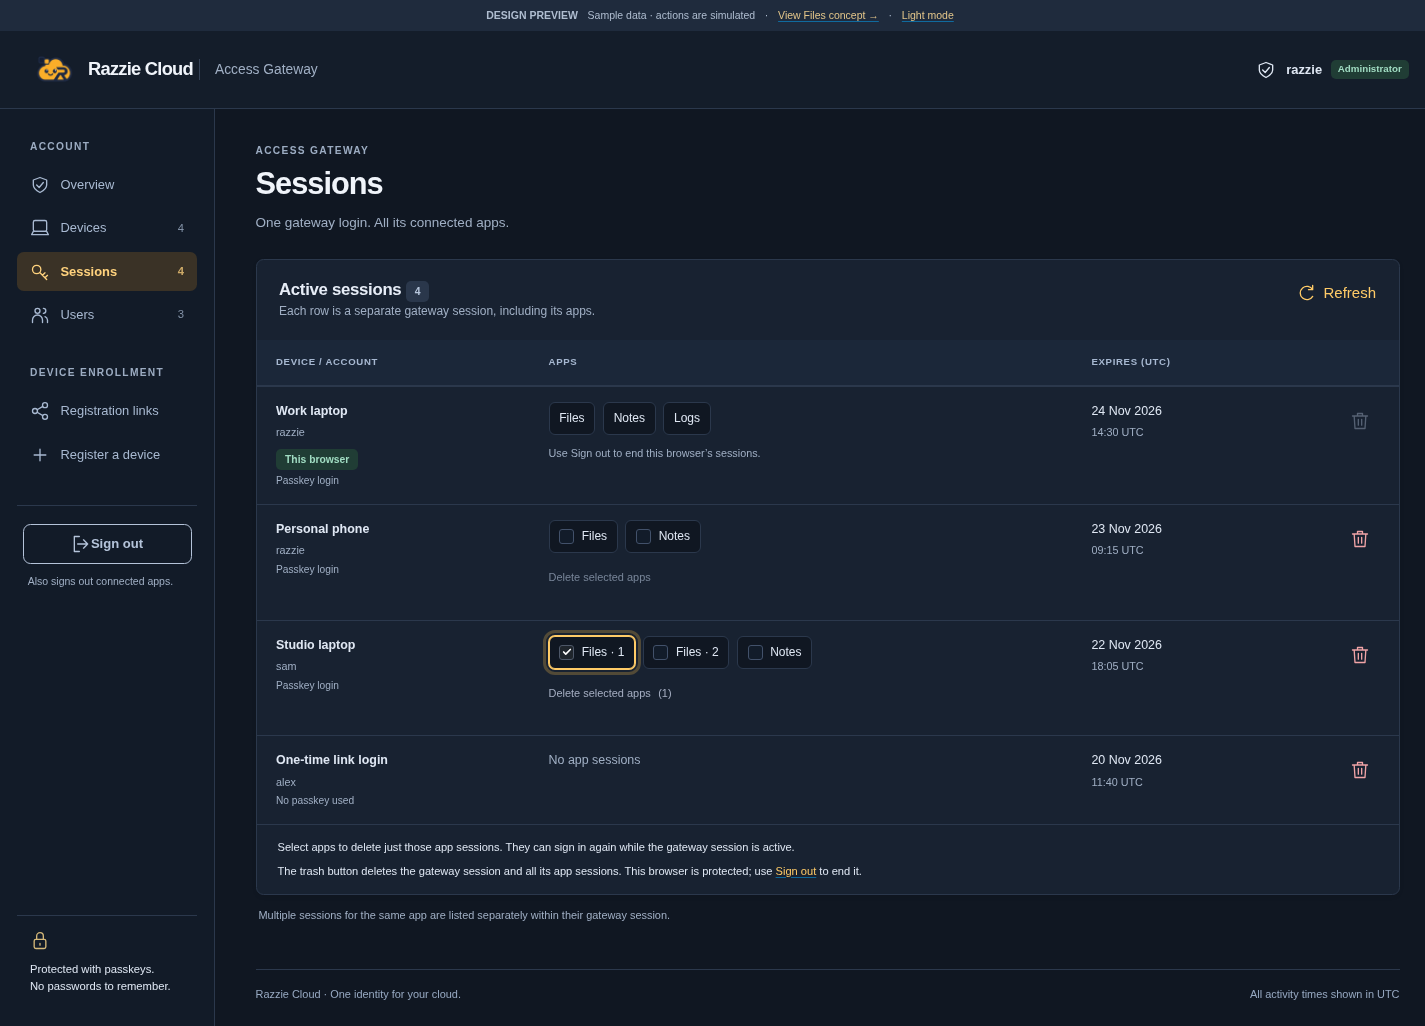 DESIGN PREVIEW Sample data · actions are simulated · View Files concept → · Light mode
Razzie Cloud Access Gateway
razzie Administrator
ACCOUNT
Overview
Devices 4
Sessions 4
Users 3
DEVICE ENROLLMENT
Registration links
Register a device
Sign out
Also signs out connected apps.
Protected with passkeys.
No passwords to remember.
ACCESS GATEWAY
Sessions
One gateway login. All its connected apps.
Active sessions 4
Each row is a separate gateway session, including its apps.
Refresh
DEVICE / ACCOUNT APPS EXPIRES (UTC)
Work laptop
razzie
This browser
Passkey login
Files Notes Logs
Use Sign out to end this browser’s sessions.
24 Nov 2026
14:30 UTC
Personal phone
razzie
Passkey login
Files Notes
Delete selected apps
23 Nov 2026
09:15 UTC
Studio laptop
sam
Passkey login
Files · 1 Files · 2 Notes
Delete selected apps (1)
22 Nov 2026
18:05 UTC
One-time link login
alex
No passkey used
No app sessions
20 Nov 2026
11:40 UTC
Select apps to delete just those app sessions. They can sign in again while the gateway session is active.
The trash button deletes the gateway session and all its app sessions. This browser is protected; use Sign out to end it.
Multiple sessions for the same app are listed separately within their gateway session.
Razzie Cloud · One identity for your cloud.
All activity times shown in UTC